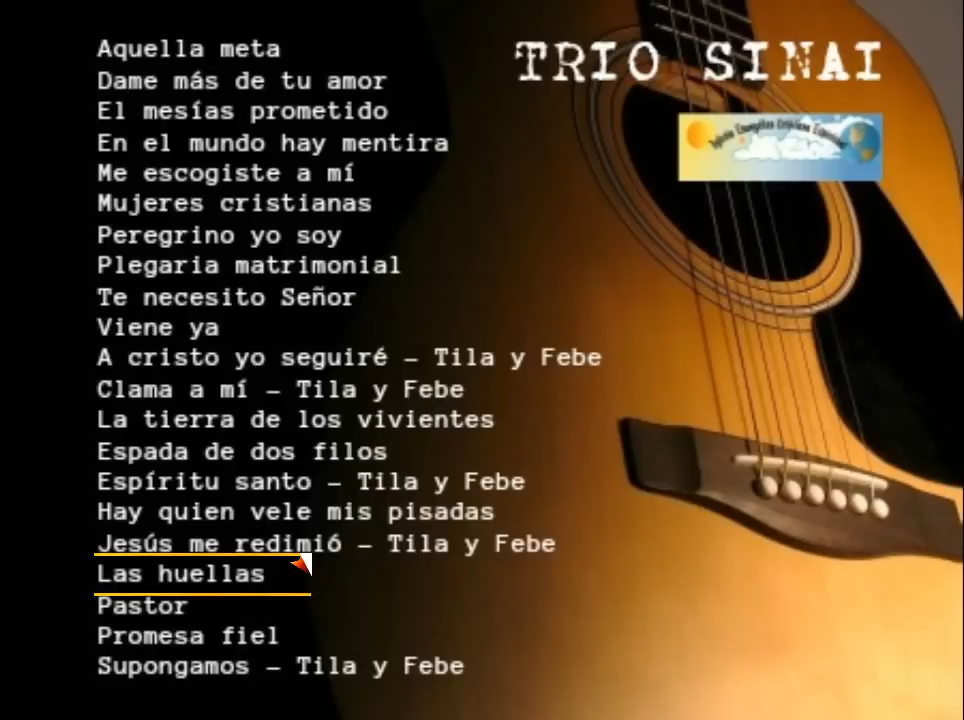 Aquella meta
Dame más de tu amor
El mesías prometido
En el mundo hay mentira
Me escogiste a mí
Mujeres cristianas
Peregrino yo soy
Plegaria matrimonial
Te necesito Señor
Viene ya
A cristo yo seguiré – Tila y Febe
Clama a mí – Tila y Febe
La tierra de los vivientes
Espada de dos filos
Espíritu santo – Tila y Febe
Hay quien vele mis pisadas
Jesús me redimió – Tila y Febe
Las huellas
Pastor
Promesa fiel
Supongamos – Tila y Febe
TRIO SINAI